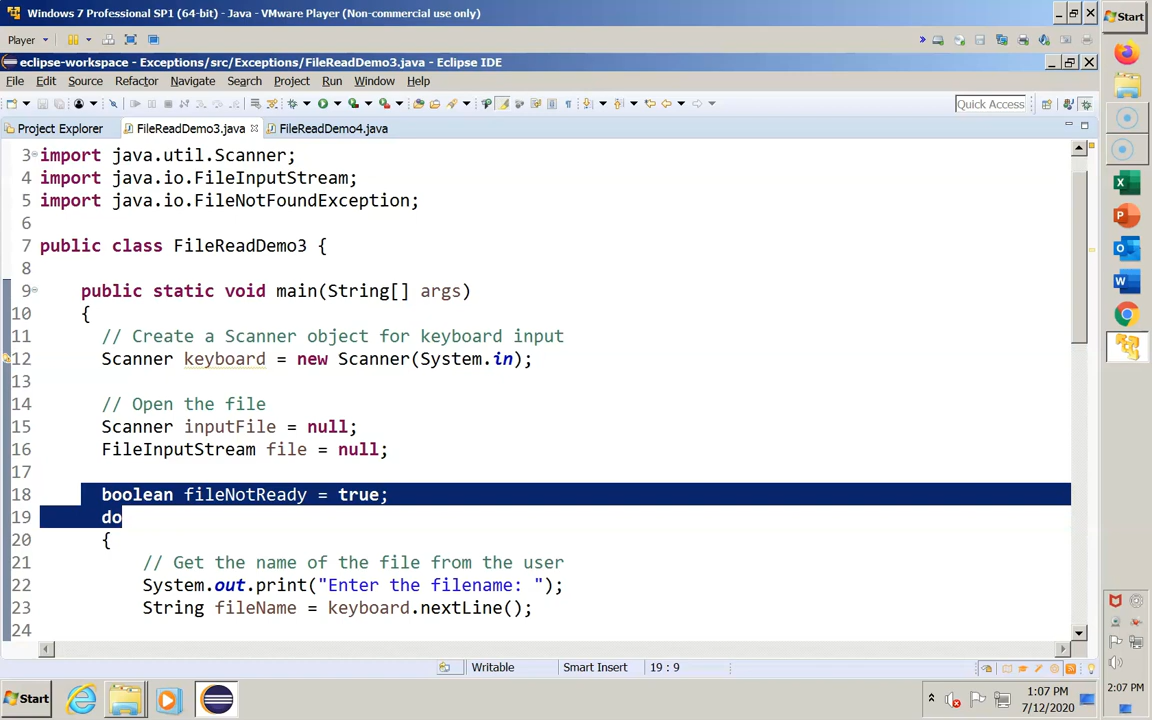 Windows 7 Professional SP1 (64-bit) - Java - VMware Player (Non-commercial use only)
Start
Player
eclipse-workspace - Exceptions/src/Exceptions/FileReadDemo3.java - Eclipse IDE
File Edit Source Refactor Navigate Search Project Run Window Help
Quick Access
Project Explorer FileReadDemo3.java FileReadDemo4.java
3 import java.util.Scanner;
4 import java.io.FileInputStream;
5 import java.io.FileNotFoundException;
6
7 public class FileReadDemo3 {
8
9 public static void main(String[] args)
10 {
11 // Create a Scanner object for keyboard input
12 Scanner keyboard = new Scanner(System.in);
13
14 // Open the file
15 Scanner inputFile = null;
16 FileInputStream file = null;
17
18 boolean fileNotReady = true;
19 do
20 {
21 // Get the name of the file from the user
22 System.out.print("Enter the filename: ");
23 String fileName = keyboard.nextLine();
24
Writable Smart Insert 19 : 9
Start
1:07 PM
7/12/2020
2:07 PM